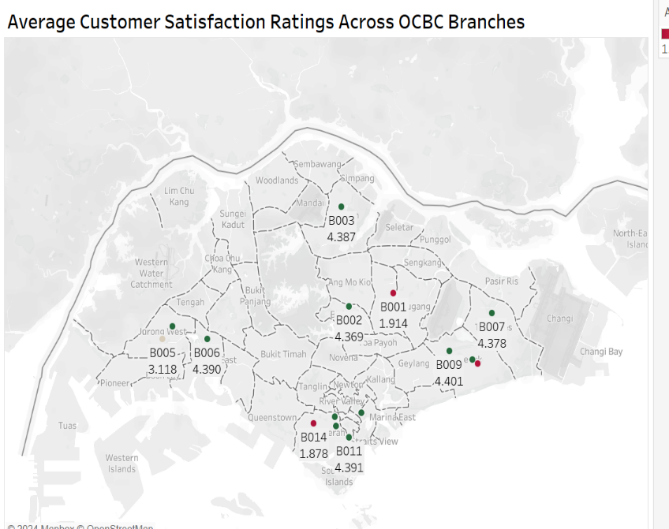 Average Customer Satisfaction Ratings Across OCBC Branches
A
1
Sembawang
Woodlands
Simpang
Lim Chu
Kang
Mandai
Sungei
Kadut
B003
4.387
Seletar
Punggol
North-Ea
Island
Western
Water
Catchment
Choa Chu
Kang
Sengkang
Ang Mo Kio
Pasir Ris
Tengah
Bukit
Panjang
B001
1.914
Changi
B002
4.369
B007
4.378
Jurong West
B005
3.118
B006
4.390
Bukit Timah
Novena
Geylang
B009
4.401
Changi Bay
Pioneer
Tanglin
Newton
Kallang
River Valley
Queenstown
Marina East
Tuas
B014
1.878
B011
4.391
Western
Islands
Islands
© 2024 Mapbox © OpenStreetMap